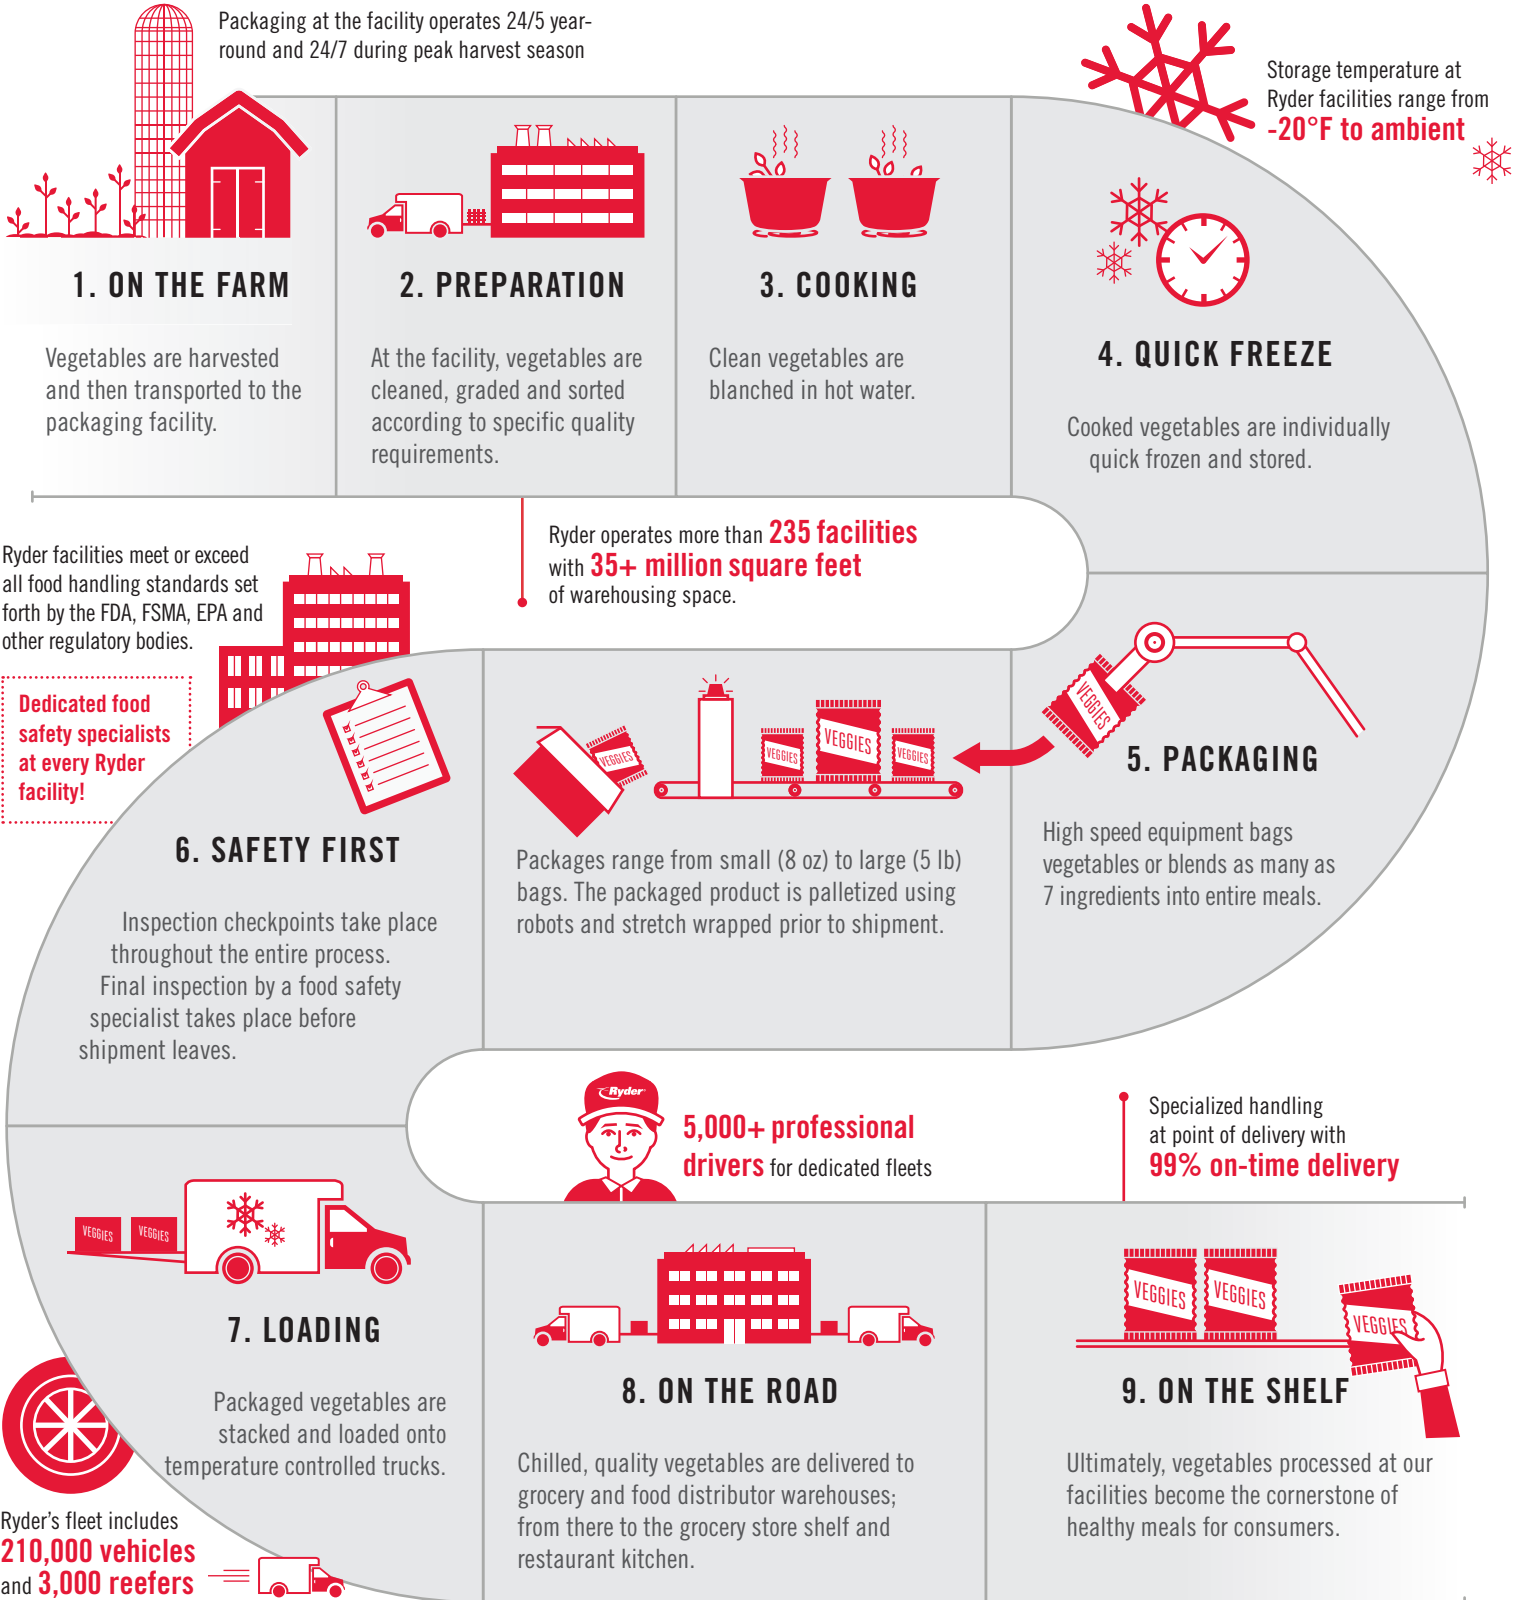 Packaging at the facility operates 24/5 year-
round and 24/7 during peak harvest season
Storage temperature at
Ryder facilities range from
-20°F to ambient
1. ON THE FARM
Vegetables are harvested
and then transported to the
packaging facility.
2. PREPARATION
At the facility, vegetables are
cleaned, graded and sorted
according to specific quality
requirements.
3. COOKING
Clean vegetables are
blanched in hot water.
4. QUICK FREEZE
Cooked vegetables are individually
quick frozen and stored.
Ryder operates more than 235 facilities
with 35+ million square feet
of warehousing space.
Ryder facilities meet or exceed
all food handling standards set
forth by the FDA, FSMA, EPA and
other regulatory bodies.
Dedicated food
safety specialists
at every Ryder
facility!
VEGGIES
5. PACKAGING
High speed equipment bags
vegetables or blends as many as
7 ingredients into entire meals.
VEGGIES
VEGGIES
VEGGIES
VEGGIES
Packages range from small (8 oz) to large (5 lb)
bags. The packaged product is palletized using
robots and stretch wrapped prior to shipment.
6. SAFETY FIRST
Inspection checkpoints take place
throughout the entire process.
Final inspection by a food safety
specialist takes place before
shipment leaves.
Ryder
5,000+ professional
drivers for dedicated fleets
Specialized handling
at point of delivery with
99% on-time delivery
VEGGIES
VEGGIES
7. LOADING
Packaged vegetables are
stacked and loaded onto
temperature controlled trucks.
Ryder's fleet includes
210,000 vehicles
and 3,000 reefers
8. ON THE ROAD
Chilled, quality vegetables are delivered to
grocery and food distributor warehouses;
from there to the grocery store shelf and
restaurant kitchen.
VEGGIES
VEGGIES
VEGGIES
9. ON THE SHELF
Ultimately, vegetables processed at our
facilities become the cornerstone of
healthy meals for consumers.